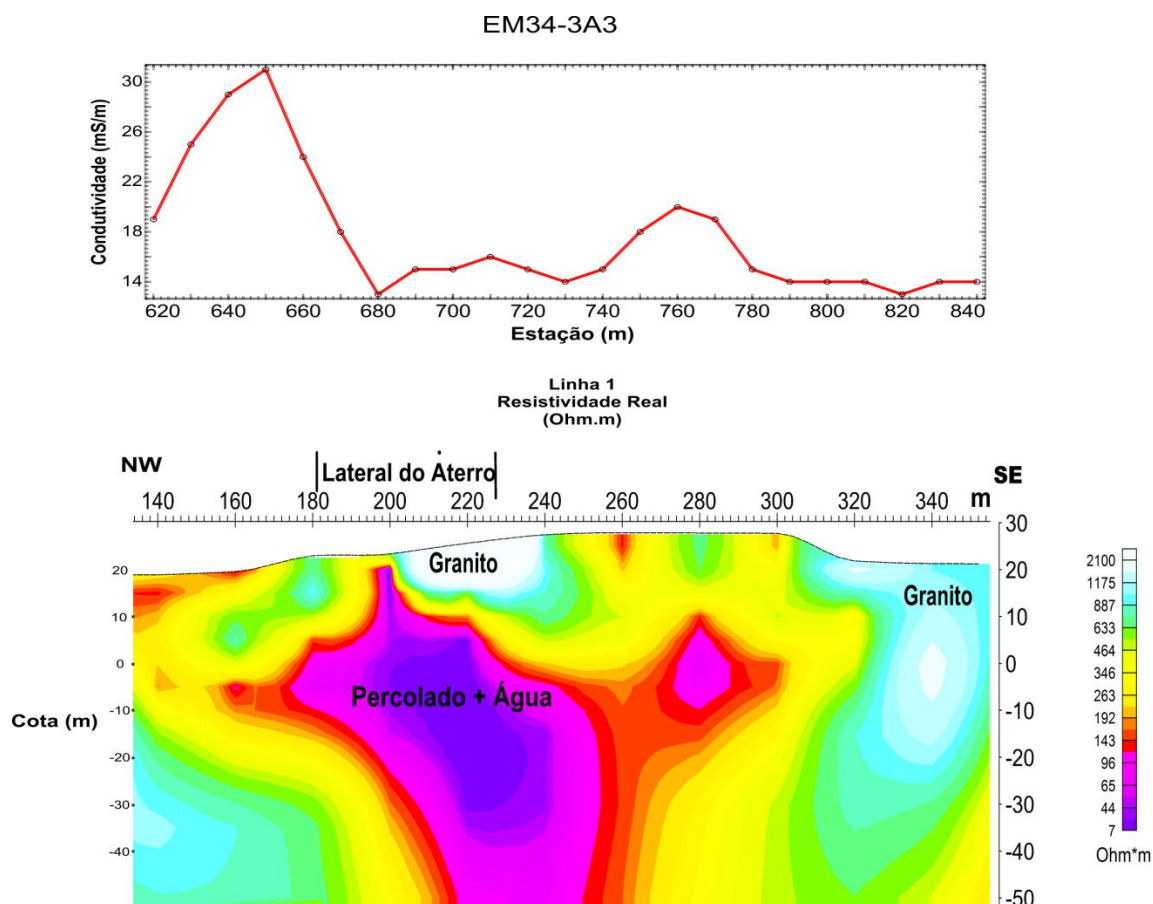 EM34-3A3
Condutividade (mS/m)
30
26
22
18
14
620 640 660 680 700 720 740 760 780 800 820 840
Estação (m)
Linha 1
Resistividade Real
(Ohm.m)
NW Lateral do Aterro SE
140 160 180 200 220 240 260 280 300 320 340 m
30
20 20
10 10
0 0
-10 -10
-20 -20
-30 -30
-40 -40
-50
Cota (m)
Granito
Granito
Percolado + Água
2100
1175
887
633
464
346
263
192
143
96
65
44
7
Ohm*m